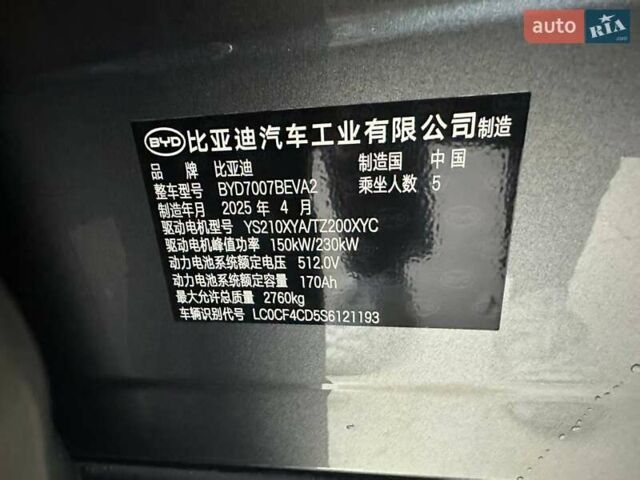 auto RIA.com
BYD 比亚迪汽车工业有限公司制造
品牌 比亚迪 制造国 中国
整车型号 BYD7007BEVA2 乘坐人数 5
制造年月 2025 年 4 月
驱动电机型号 YS210XYA/TZ200XYC
驱动电机峰值功率 150kW/230kW
动力电池系统额定电压 512.0V
动力电池系统额定容量 170Ah
最大允许总质量 2760kg
车辆识别代号 LC0CF4CD5S6121193